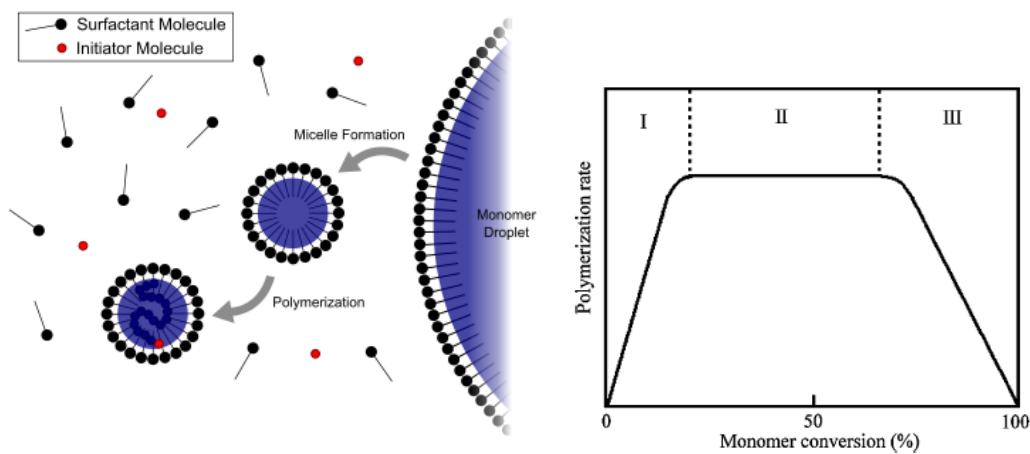 Surfactant Molecule
Initiator Molecule
Micelle Formation
Monomer
Droplet
Polymerization
I
II
III
Polymerization rate
0
50
100
Monomer conversion (%)